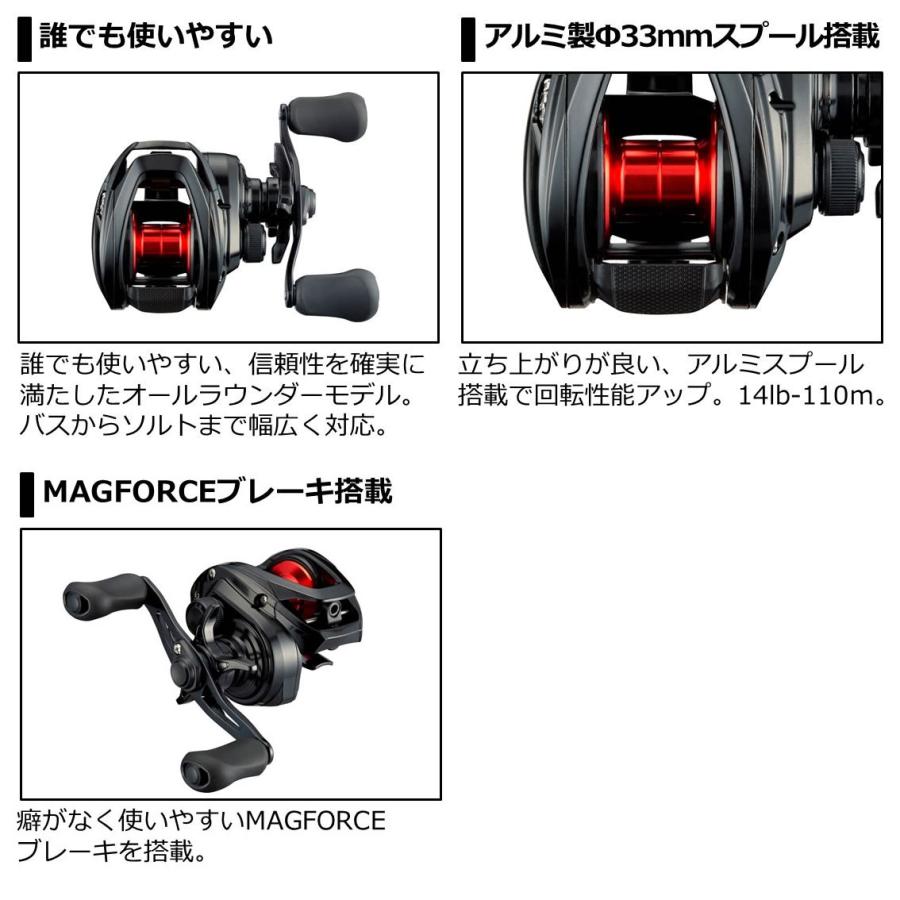 誰でも使いやすい
誰でも使いやすい、信頼性を確実に
満たしたオールラウンダーモデル。
バスからソルトまで幅広く対応。
アルミ製Φ33mmスプール搭載
立ち上がりが良い、アルミスプール
搭載で回転性能アップ。14lb-110m。
MAGFORCEブレーキ搭載
癖がなく使いやすいMAGFORCE
ブレーキを搭載。